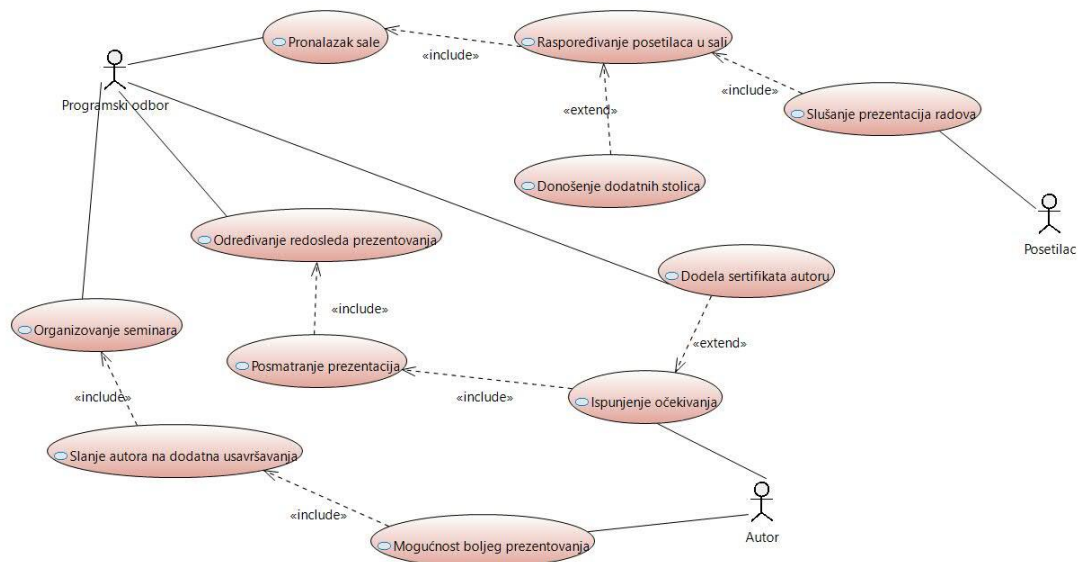 Pronalazak sale
«include»
Raspoređivanje posetilaca u sali
«include»
Slušanje prezentacija radova
Programski odbor
«extend»
Donošenje dodatnih stolica
Posetilac
Određivanje redosleda prezentovanja
Dodela sertifikata autoru
«include»
Organizovanje seminara
«extend»
Posmatranje prezentacija
«include»
«include»
Ispunjenje očekivanja
Slanje autora na dodatna usavršavanja
«include»
Mogućnost boljeg prezentovanja
Autor